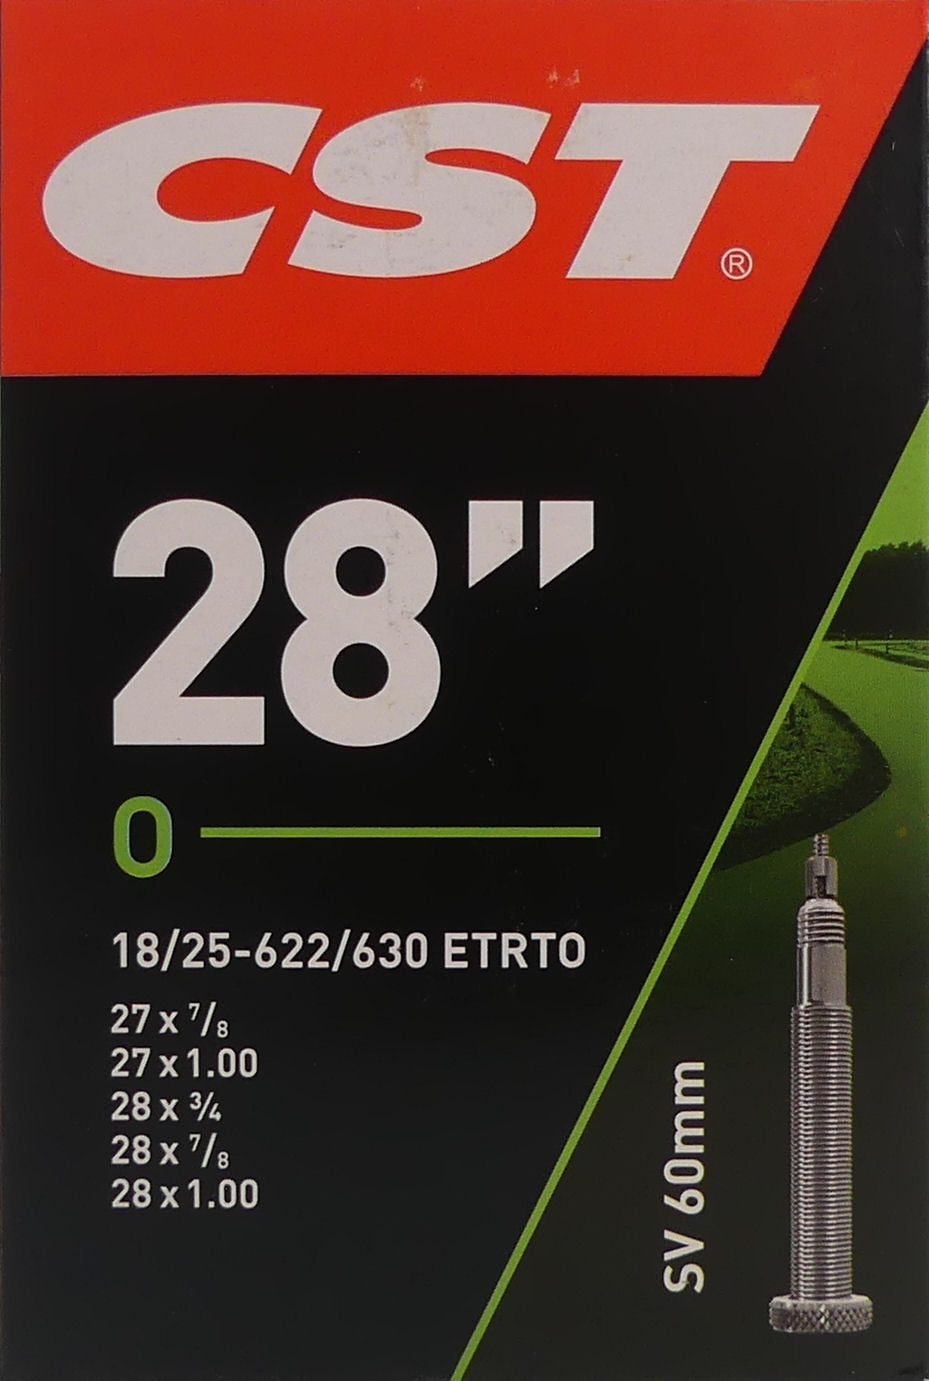 CST®
28"
O
18/25-622/630 ETRTO
27 x 7/8
27 x 1.00
28 x 3/4
28 x 7/8
28 x 1.00
SV 60mm